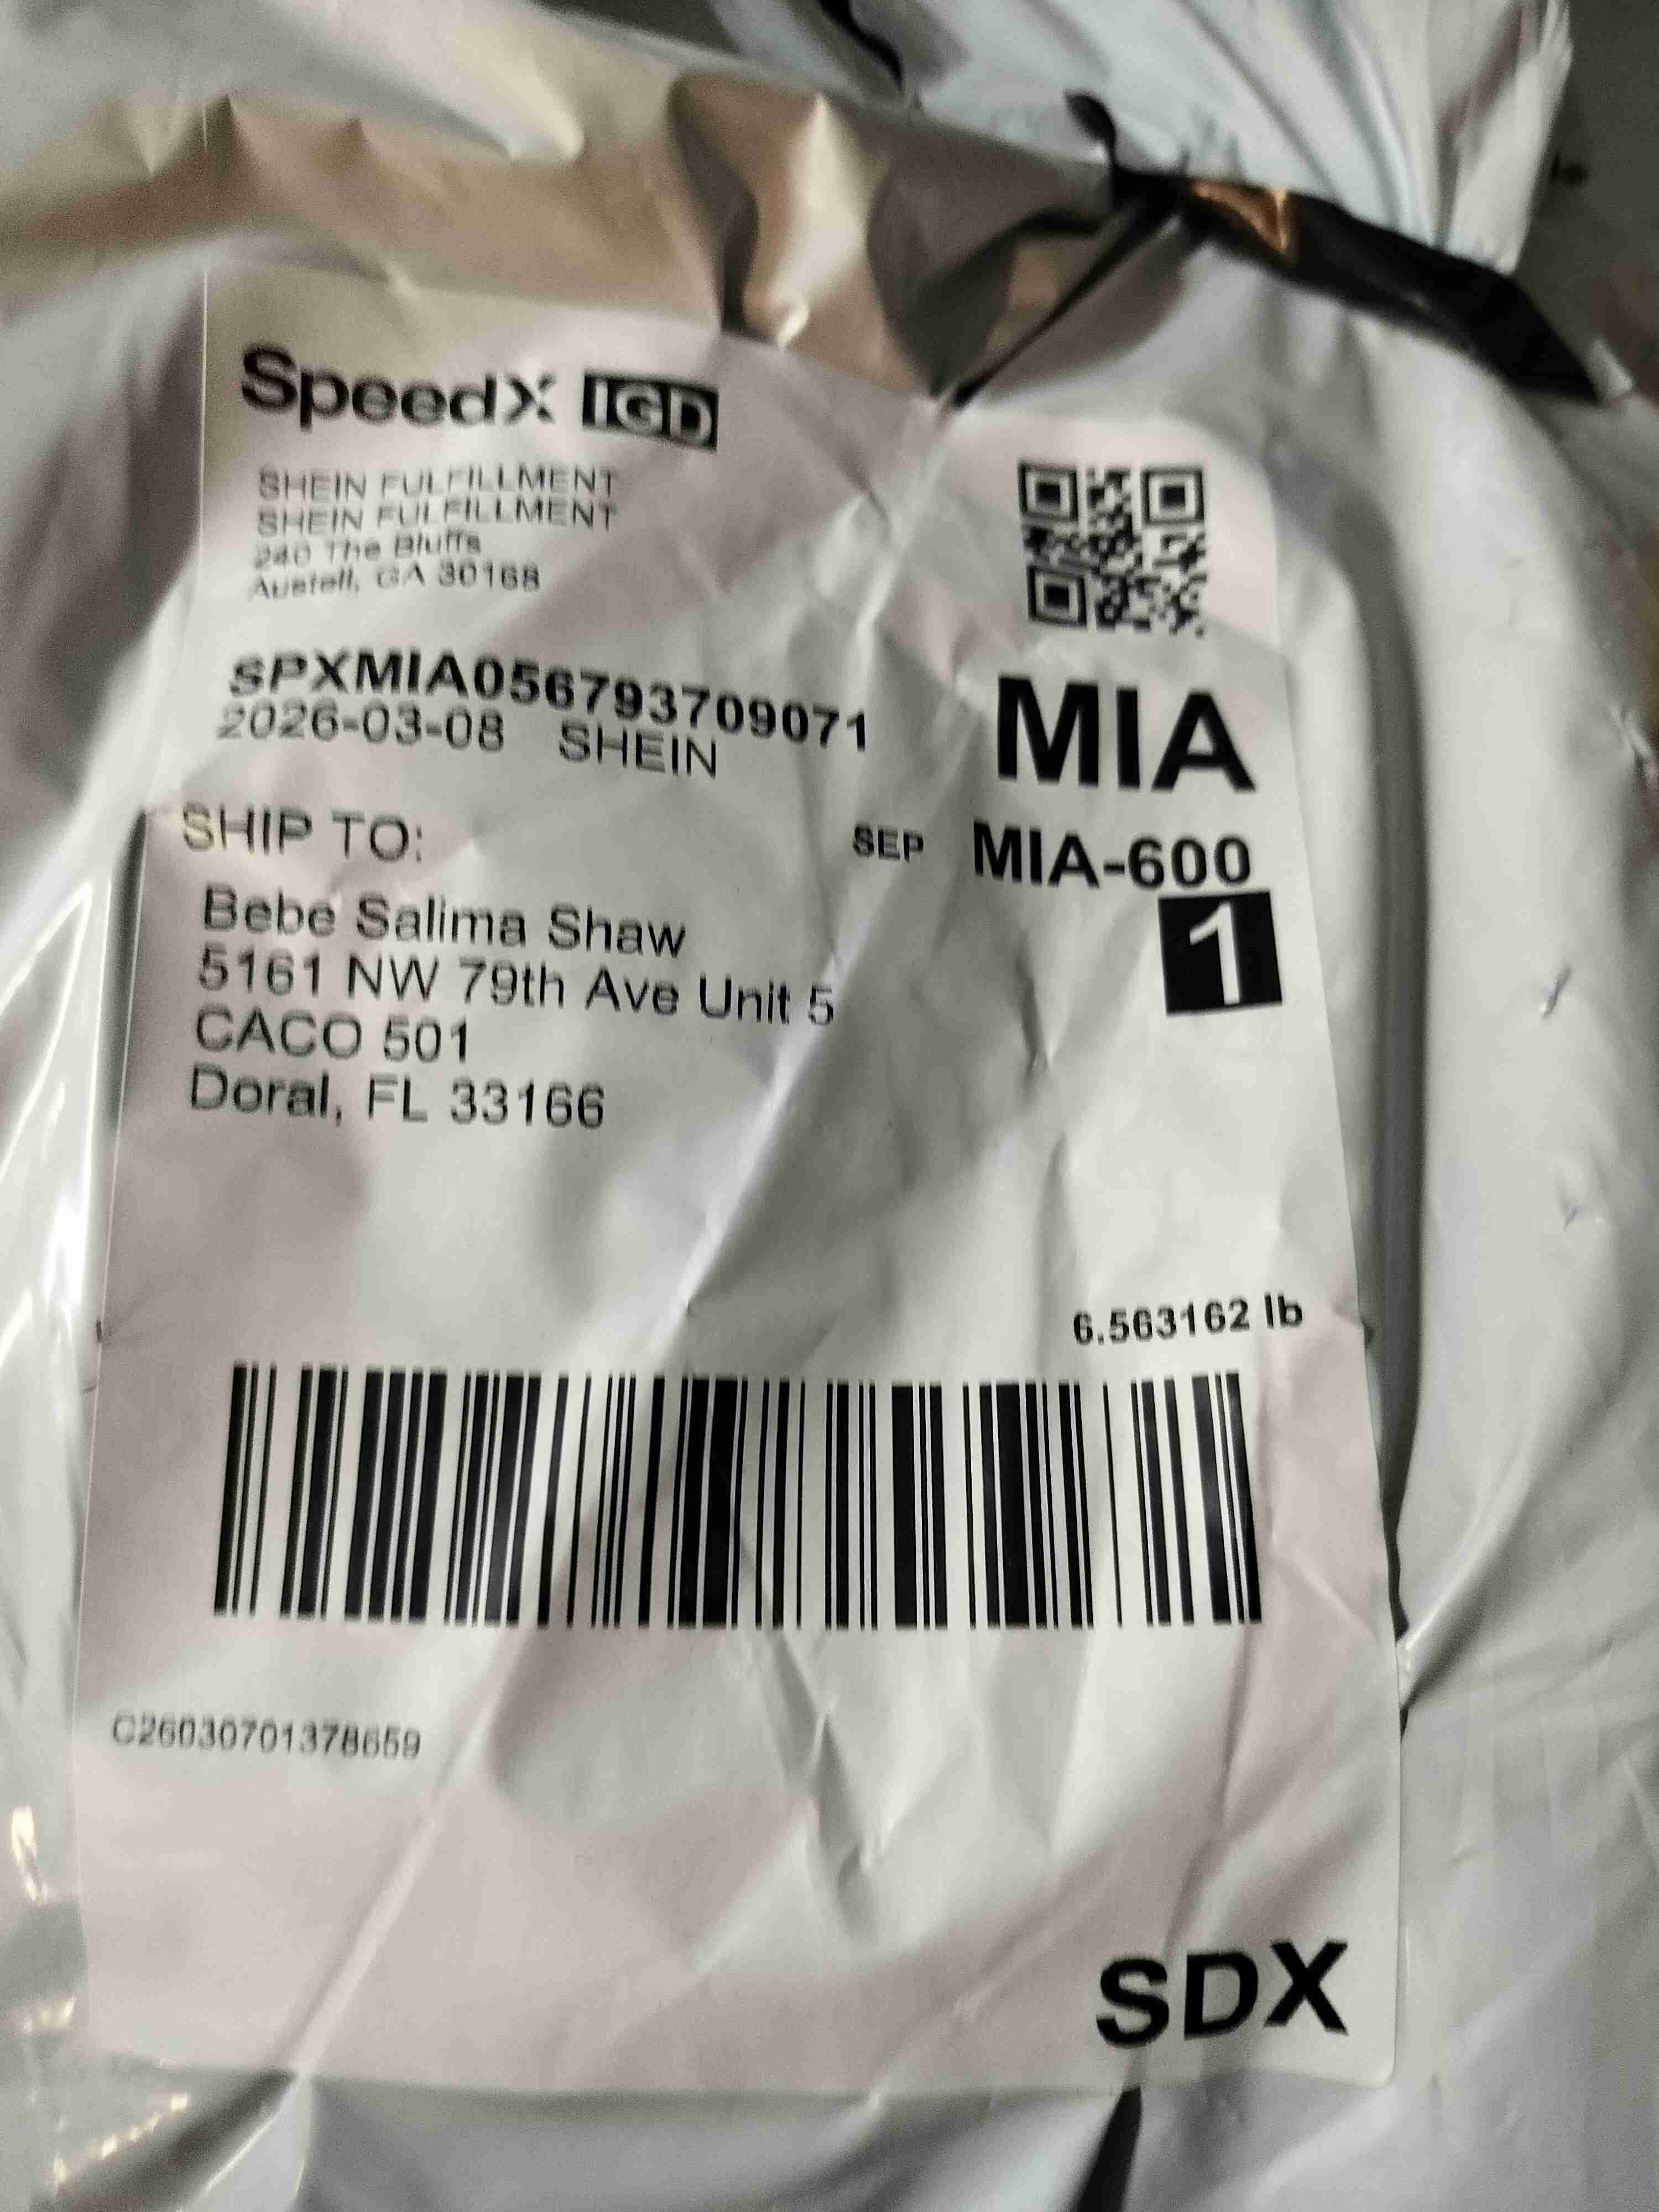 SpeedX IGD
SHEIN FULFILLMENT
SHEIN FULFILLMENT
240 The Bluffs
Austell, GA 30168
SPXMIA056793709071
2026-03-08 SHEIN
MIA
SEP MIA-600
1
SHIP TO:
Bebe Salima Shaw
5161 NW 79th Ave Unit 5
CACO 501
Doral, FL 33166
6.563162 lb
C26030701378659
SDX